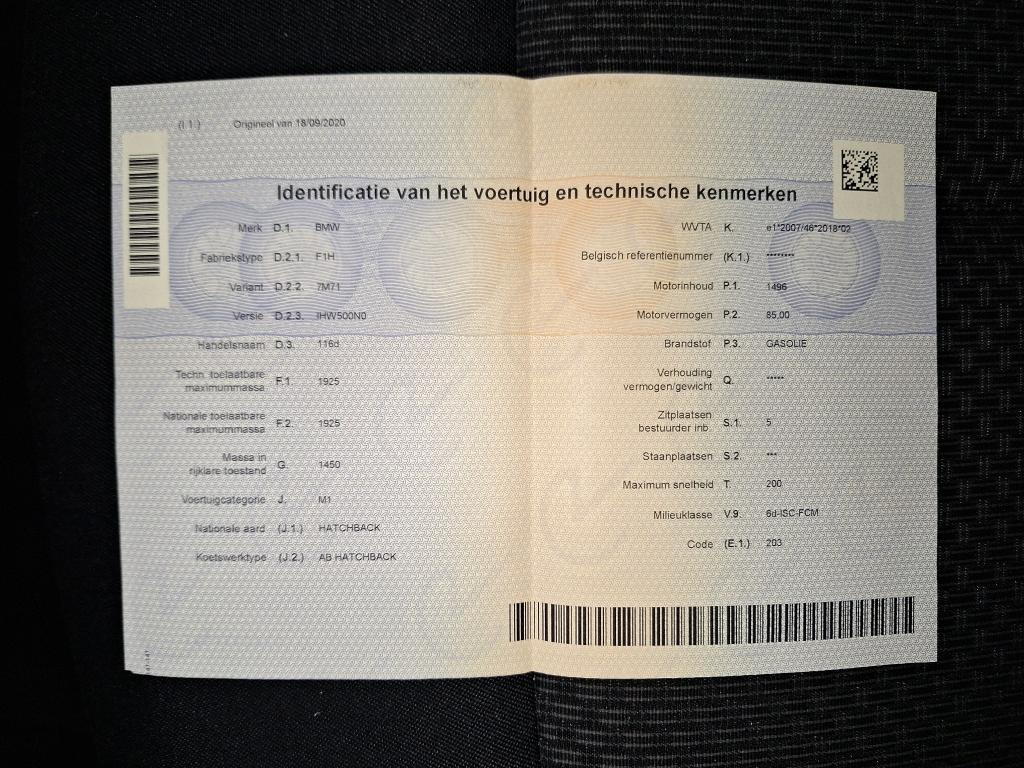 (I.1.) Origineel van 18/09/2020
Identificatie van het voertuig en technische kenmerken
Merk D.1. BMW
Fabriekstype D.2.1. F1H
Variant D.2.2. 7M71
Versie D.2.3. IHW500N0
Handelsnaam D.3. 116d
Techn. toelaatbare
maximummassa F.1. 1925
Nationale toelaatbare
maximummassa F.2. 1925
Massa in
rijklare toestand G. 1450
Voertuigcategorie J. M1
Nationale aard (J.1.) HATCHBACK
Koetswerktype (J.2.) AB HATCHBACK
WVTA K. e1*2007/46*2018*02
Belgisch referentienummer (K.1.) ********
Motorinhoud P.1. 1496
Motorvermogen P.2. 85,00
Brandstof P.3. GASOLIE
Verhouding
vermogen/gewicht Q. *****
Zitplaatsen
bestuurder inb. S.1. 5
Staanplaatsen S.2. ***
Maximum snelheid T. 200
Milieuklasse V.9. 6d-ISC-FCM
Code (E.1.) 203